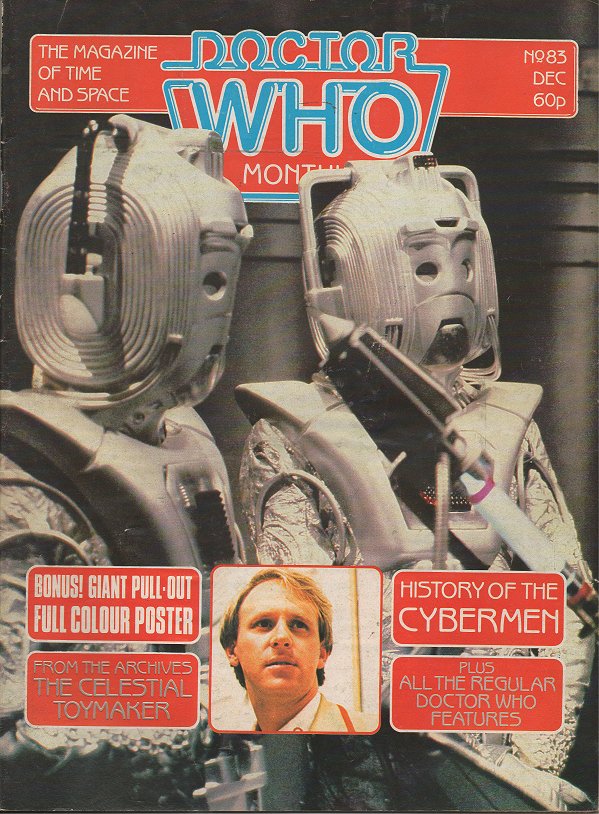 THE MAGAZINE
OF TIME
AND SPACE
DOCTOR
WHO
MONTHLY
Nº83
DEC
60p
BONUS! GIANT PULL-OUT
FULL COLOUR POSTER
FROM THE ARCHIVES
THE CELESTIAL
TOYMAKER
HISTORY OF THE
CYBERMEN
PLUS
ALL THE REGULAR
DOCTOR WHO
FEATURES